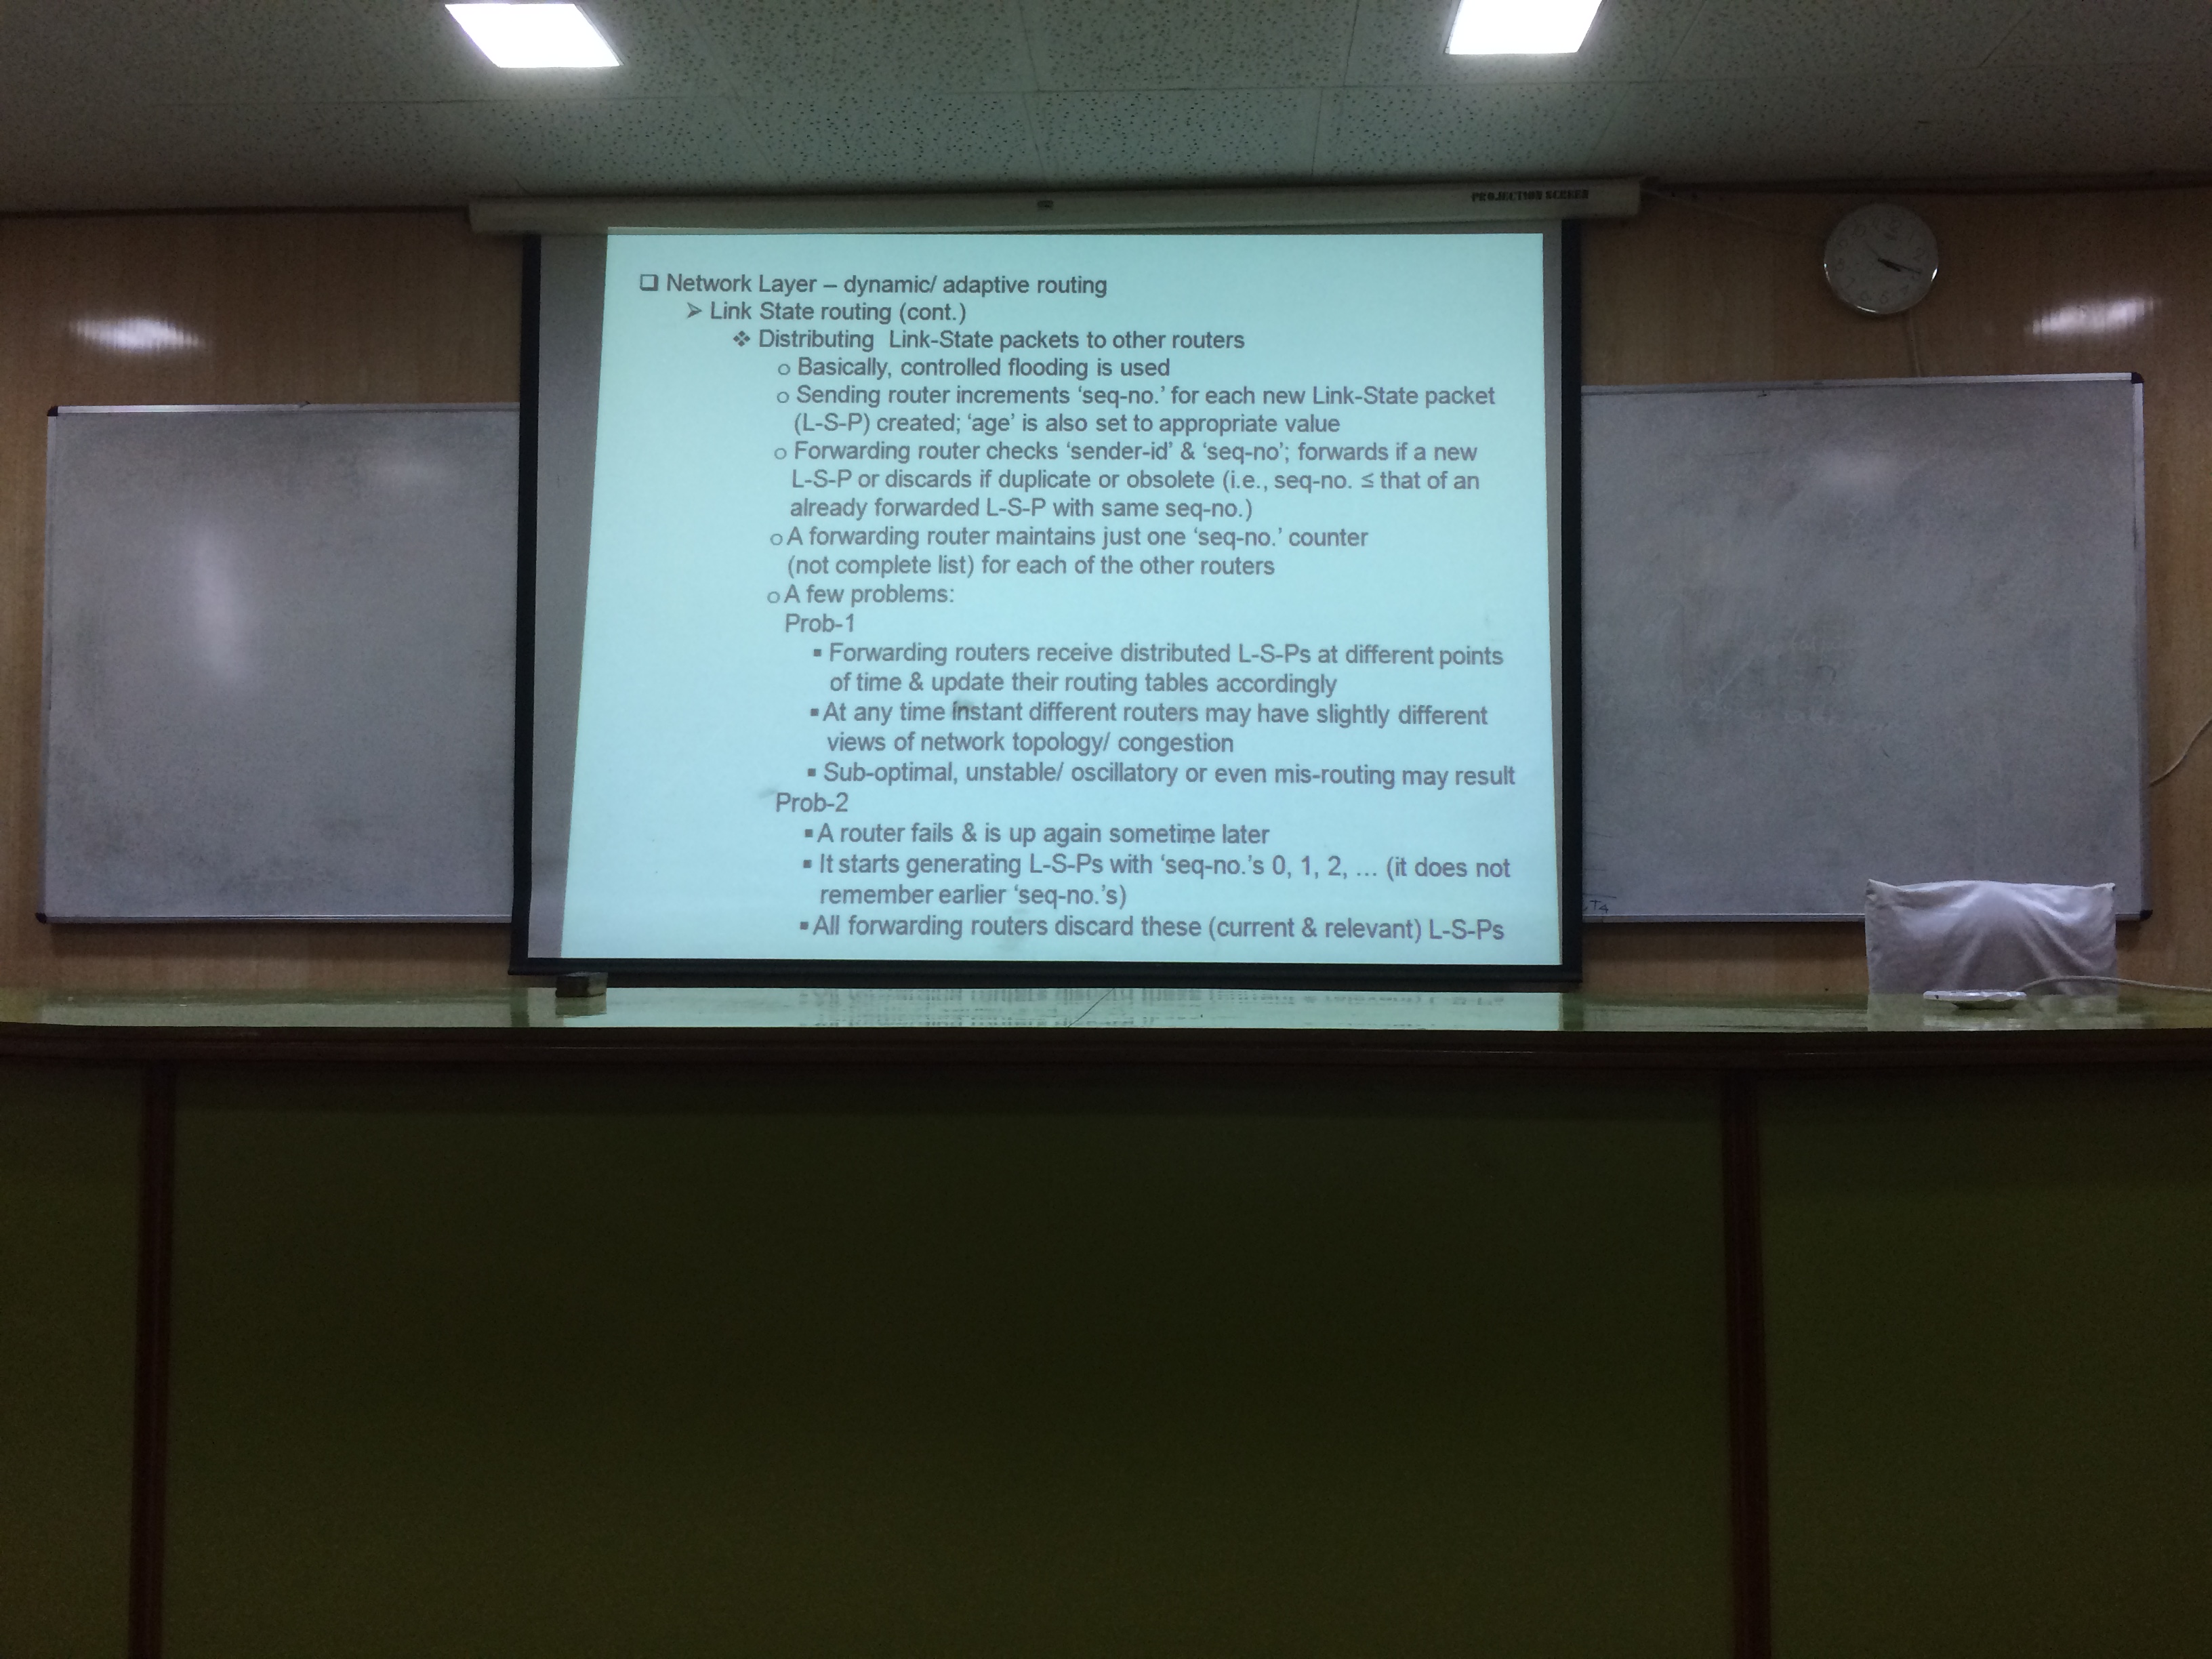 PROJECTION SCREEN
❑ Network Layer – dynamic/ adaptive routing
➢ Link State routing (cont.)
❖ Distributing Link-State packets to other routers
o Basically, controlled flooding is used
o Sending router increments ‘seq-no.’ for each new Link-State packet
(L-S-P) created; ‘age’ is also set to appropriate value
o Forwarding router checks ‘sender-id’ & ‘seq-no’; forwards if a new
L-S-P or discards if duplicate or obsolete (i.e., seq-no. ≤ that of an
already forwarded L-S-P with same seq-no.)
o A forwarding router maintains just one ‘seq-no.’ counter
(not complete list) for each of the other routers
o A few problems:
Prob-1
▪ Forwarding routers receive distributed L-S-Ps at different points
of time & update their routing tables accordingly
▪ At any time instant different routers may have slightly different
views of network topology/ congestion
▪ Sub-optimal, unstable/ oscillatory or even mis-routing may result
Prob-2
▪ A router fails & is up again sometime later
▪ It starts generating L-S-Ps with ‘seq-no.’s 0, 1, 2, ... (it does not
remember earlier ‘seq-no.’s)
▪ All forwarding routers discard these (current & relevant) L-S-Ps